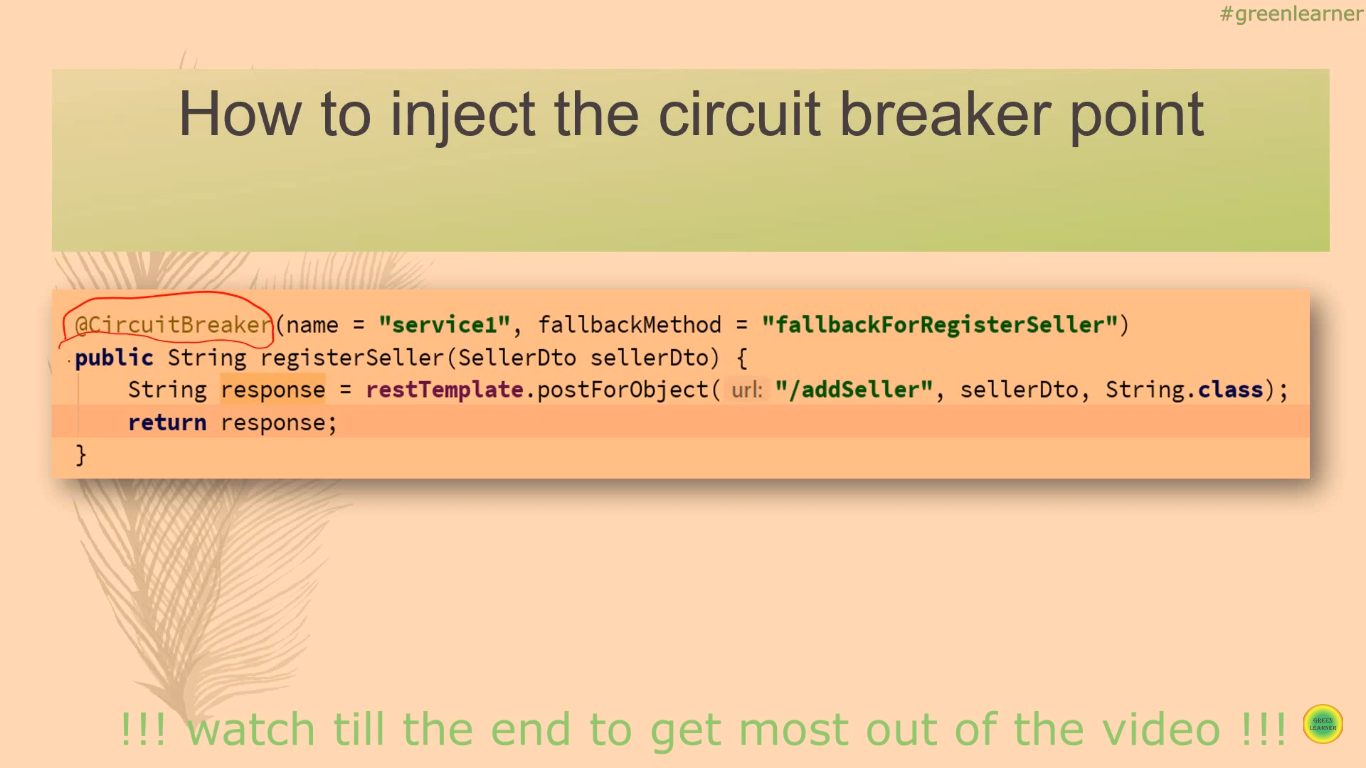 #greenlearner
How to inject the circuit breaker point
@CircuitBreaker(name = "service1", fallbackMethod = "fallbackForRegisterSeller")
public String registerSeller(SellerDto sellerDto) {
String response = restTemplate.postForObject( url: "/addSeller", sellerDto, String.class);
return response;
}
!!! watch till the end to get most out of the video !!!
GREEN
LEARNER